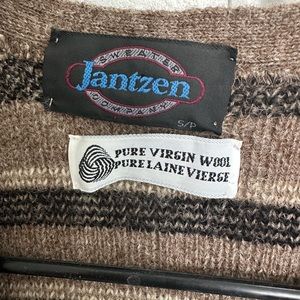 SWEATER
Jantzen
COMPANY
S/P
PURE VIRGIN WOOL
PURE LAINE VIERGE